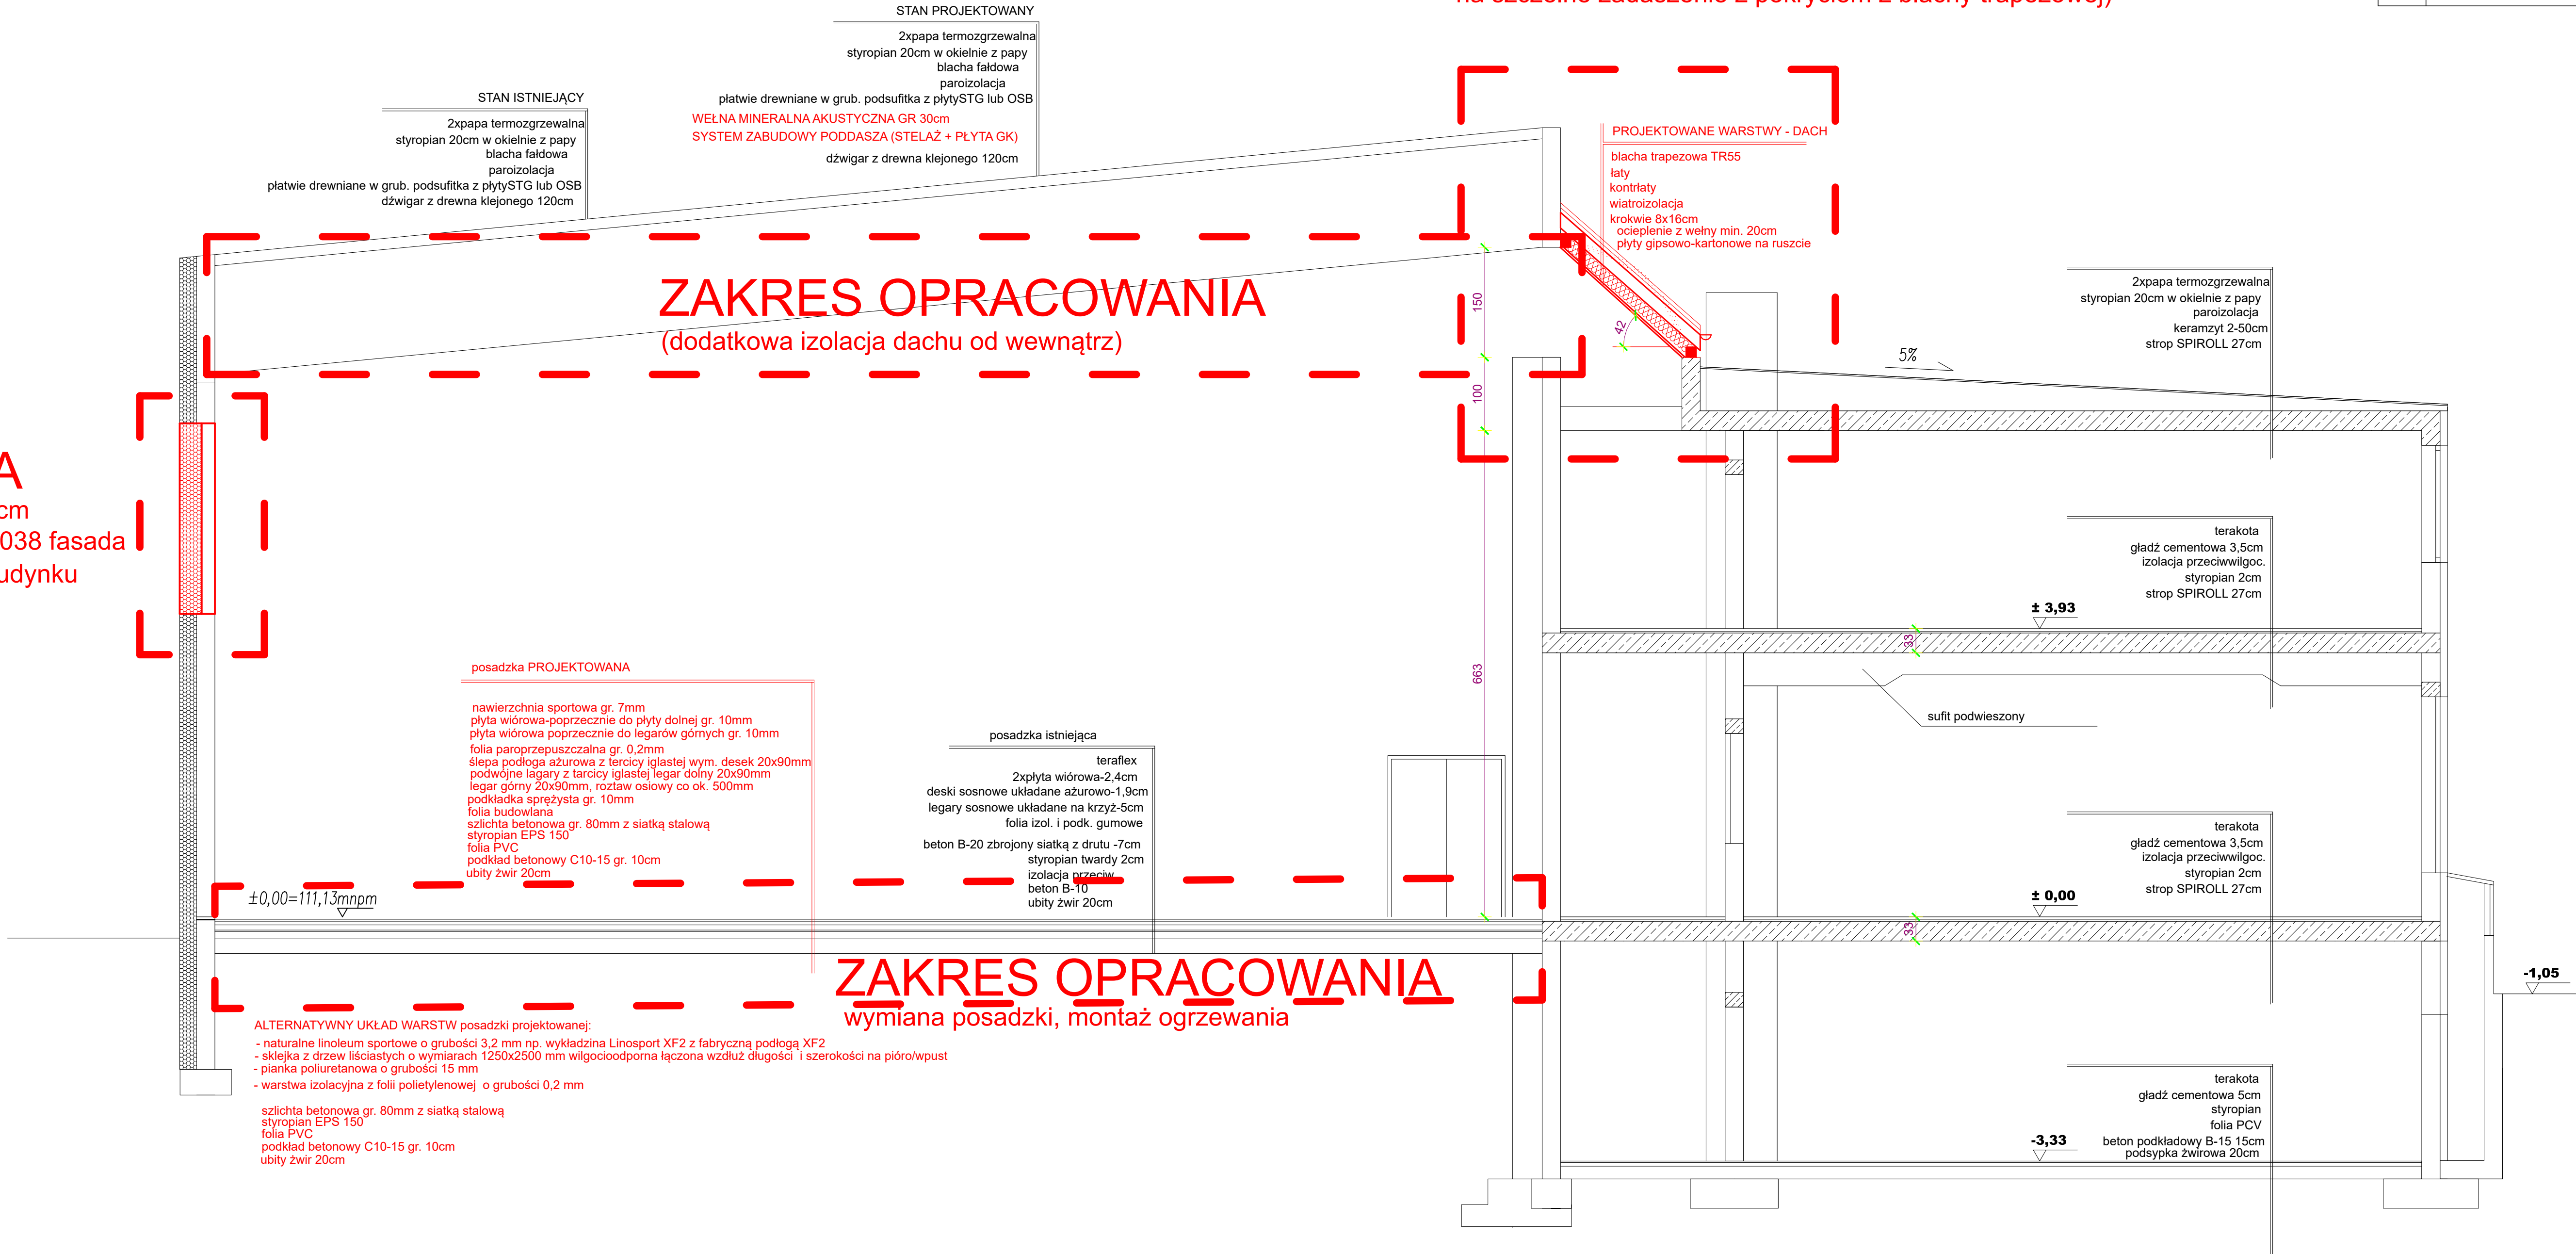 na szczelne zadaszenie z pokryciem z blachy trapezowej)
STAN PROJEKTOWANY
2xpapa termozgrzewalna
styropian 20cm w okielnie z papy
blacha fałdowa
paroizolacja
płatwie drewniane w grub. podsufitka z płytySTG lub OSB
WEŁNA MINERALNA AKUSTYCZNA GR 30cm
SYSTEM ZABUDOWY PODDASZA (STELAŻ + PŁYTA GK)
dźwigar z drewna klejonego 120cm
STAN ISTNIEJĄCY
2xpapa termozgrzewalna
styropian 20cm w okielnie z papy
blacha fałdowa
paroizolacja
płatwie drewniane w grub. podsufitka z płytySTG lub OSB
dźwigar z drewna klejonego 120cm
PROJEKTOWANE WARSTWY - DACH
blacha trapezowa TR55
łaty
kontrłaty
wiatroizolacja
krokwie 8x16cm
ocieplenie z wełny min. 20cm
płyty gipsowo-kartonowe na ruszcie
ZAKRES OPRACOWANIA
(dodatkowa izolacja dachu od wewnątrz)
150
42
100
663
5%
2xpapa termozgrzewalna
styropian 20cm w okielnie z papy
paroizolacja
keramzyt 2-50cm
strop SPIROLL 27cm
A
cm
038 fasada
udynku
terakota
gładź cementowa 3,5cm
izolacja przeciwwilgoc.
styropian 2cm
strop SPIROLL 27cm
± 3,93
33
sufit podwieszony
posadzka PROJEKTOWANA
nawierzchnia sportowa gr. 7mm
płyta wiórowa-poprzecznie do płyty dolnej gr. 10mm
płyta wiórowa poprzecznie do legarów górnych gr. 10mm
folia paroprzepuszczalna gr. 0,2mm
ślepa podłoga ażurowa z tercicy iglastej wym. desek 20x90mm
podwójne lagary z tarcicy iglastej legar dolny 20x90mm
legar górny 20x90mm, roztaw osiowy co ok. 500mm
podkładka sprężysta gr. 10mm
folia budowlana
szlichta betonowa gr. 80mm z siatką stalową
styropian EPS 150
folia PVC
podkład betonowy C10-15 gr. 10cm
ubity żwir 20cm
posadzka istniejąca
teraflex
2xpłyta wiórowa-2,4cm
deski sosnowe układane ażurowo-1,9cm
legary sosnowe układane na krzyż-5cm
folia izol. i podk. gumowe
beton B-20 zbrojony siatką z drutu -7cm
styropian twardy 2cm
izolacja przeciw.
beton B-10
ubity żwir 20cm
terakota
gładź cementowa 3,5cm
izolacja przeciwwilgoc.
styropian 2cm
strop SPIROLL 27cm
± 0,00
33
±0,00=111,13mnpm
ZAKRES OPRACOWANIA
wymiana posadzki, montaż ogrzewania
-1,05
ALTERNATYWNY UKŁAD WARSTW posadzki projektowanej:
- naturalne linoleum sportowe o grubości 3,2 mm np. wykładzina Linosport XF2 z fabryczną podłogą XF2
- sklejka z drzew liściastych o wymiarach 1250x2500 mm wilgocioodporna łączona wzdłuż długości i szerokości na pióro/wpust
- pianka poliuretanowa o grubości 15 mm
- warstwa izolacyjna z folii polietylenowej o grubości 0,2 mm
szlichta betonowa gr. 80mm z siatką stalową
styropian EPS 150
folia PVC
podkład betonowy C10-15 gr. 10cm
ubity żwir 20cm
terakota
gładź cementowa 5cm
styropian
folia PCV
beton podkładowy B-15 15cm
podsypka żwirowa 20cm
-3,33